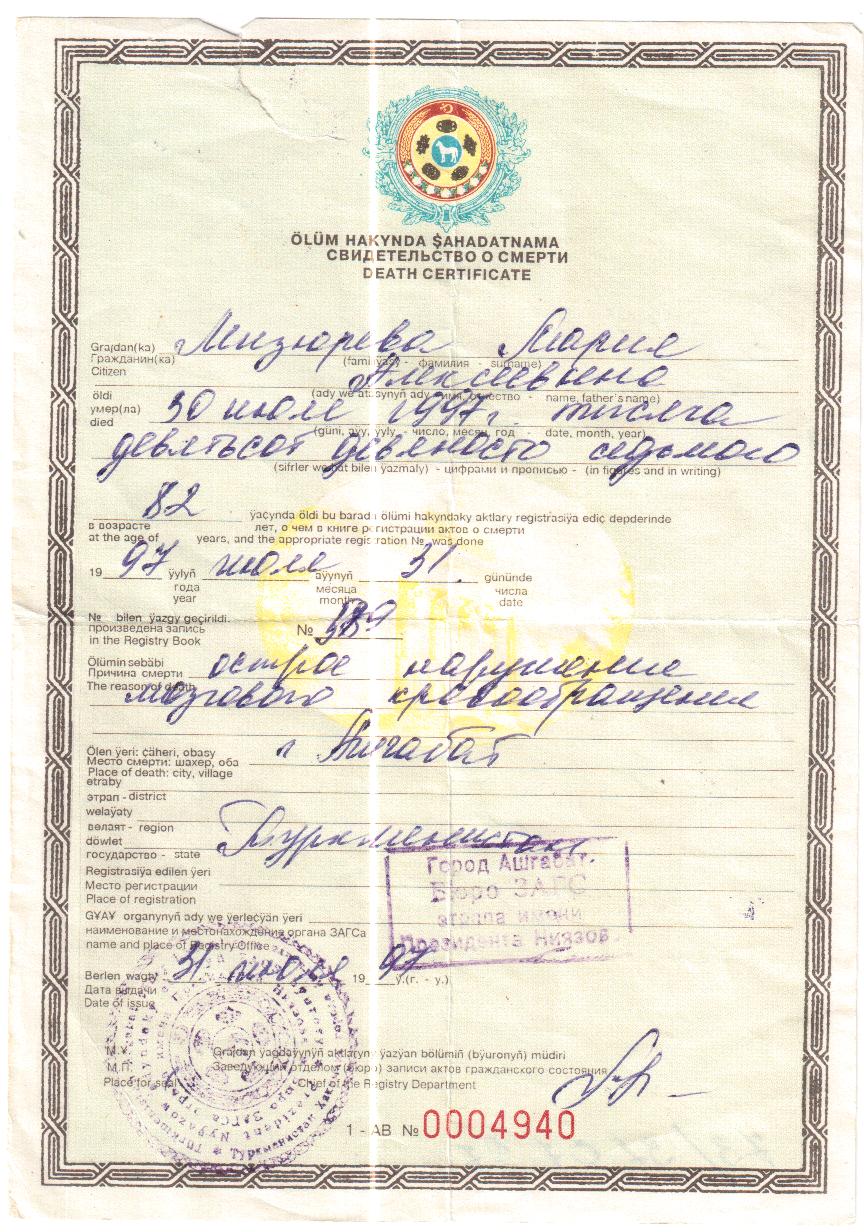 ÖLÜM HAKYNDA ŞAHADATNAMA
СВИДЕТЕЛЬСТВО О СМЕРТИ
DEATH CERTIFICATE
Graždan(ka) Мизюрева Мария
Гражданин(ка) (familiýasy - фамилия - surname)
Citizen Алексеевна
(ady we atasynyň ady - имя, отчество - name, father's name)
öldi
умер(ла) 30 июля 1997г. тысяча
died (güni, aýy, ýyly - число, месяц, год - date, month, year)
девятьсот девяносто седьмого
(sifrler we hat bilen ýazmaly) - цифрами и прописью - (in figures and in writing)
82 ýaşynda öldi bu barada ölümi hakyndaky aktlary registrasiýa ediş depderinde
в возрасте лет, о чем в книге регистрации актов о смерти
at the age of years, and the appropriate registration № was done
19 97 ýylyň июля aýynyň 31 gününde
года месяца числа
year month date
№ bilen ýazgy geçirildi.
произведена запись №
in the Registry Book
Ölümin sebäbi
Причина смерти острое нарушение
The reason of death мозгового кровообращения
Ölen ýeri: şäheri, obasy г Ашгабат
Место смерти: шахер, оба
Place of death: city, village
etraby
этрап - district
welaýaty
велаят - region
döwlet Туркменистан
государство - state
Registrasiýa edilen ýeri
Место регистрации
Place of registration
Город Ашгабат.
Бюро ЗАГС
этрапа имени
Президента Ниязов
GÝAÝ organynyň ady we ýerleşýän ýeri
наименование и местонахождение органа ЗАГСа
name and place of Registry Office
Berlen wagty 31 июля 19 97 ý.(г. - y.)
Дата выдачи
Date of issue
M.Ý. Graždan ýagdaýynyň aktlaryny ýazýan bölümiň (býuronyň) müdiri
М.П. Заведующий отделом (бюро) записи актов гражданского состояния
Place for seal Chief of the Registry Department
1 - AB № 0004940